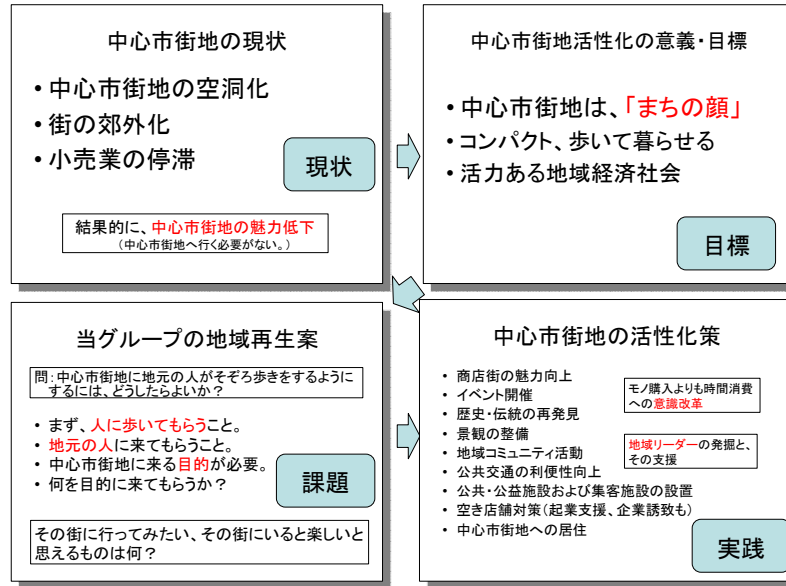 中心市街地の現状
• 中心市街地の空洞化
• 街の郊外化
• 小売業の停滞
現状
結果的に、中心市街地の魅力低下
（中心市街地へ行く必要がない。）
中心市街地活性化の意義・目標
• 中心市街地は、「まちの顔」
• コンパクト、歩いて暮らせる
• 活力ある地域経済社会
目標
当グループの地域再生案
問：中心市街地に地元の人がそぞろ歩きをするように
するには、どうしたらよいか？
• まず、人に歩いてもらうこと。
• 地元の人に来てもらうこと。
• 中心市街地に来る目的が必要。
• 何を目的に来てもらうか？
課題
その街に行ってみたい、その街にいると楽しいと
思えるものは何？
中心市街地の活性化策
• 商店街の魅力向上
• イベント開催
• 歴史・伝統の再発見
• 景観の整備
• 地域コミュニティ活動
• 公共交通の利便性向上
• 公共・公益施設および集客施設の設置
• 空き店舗対策（起業支援、企業誘致も）
• 中心市街地への居住
モノ購入よりも時間消費
への意識改革
地域リーダーの発掘と、
その支援
実践